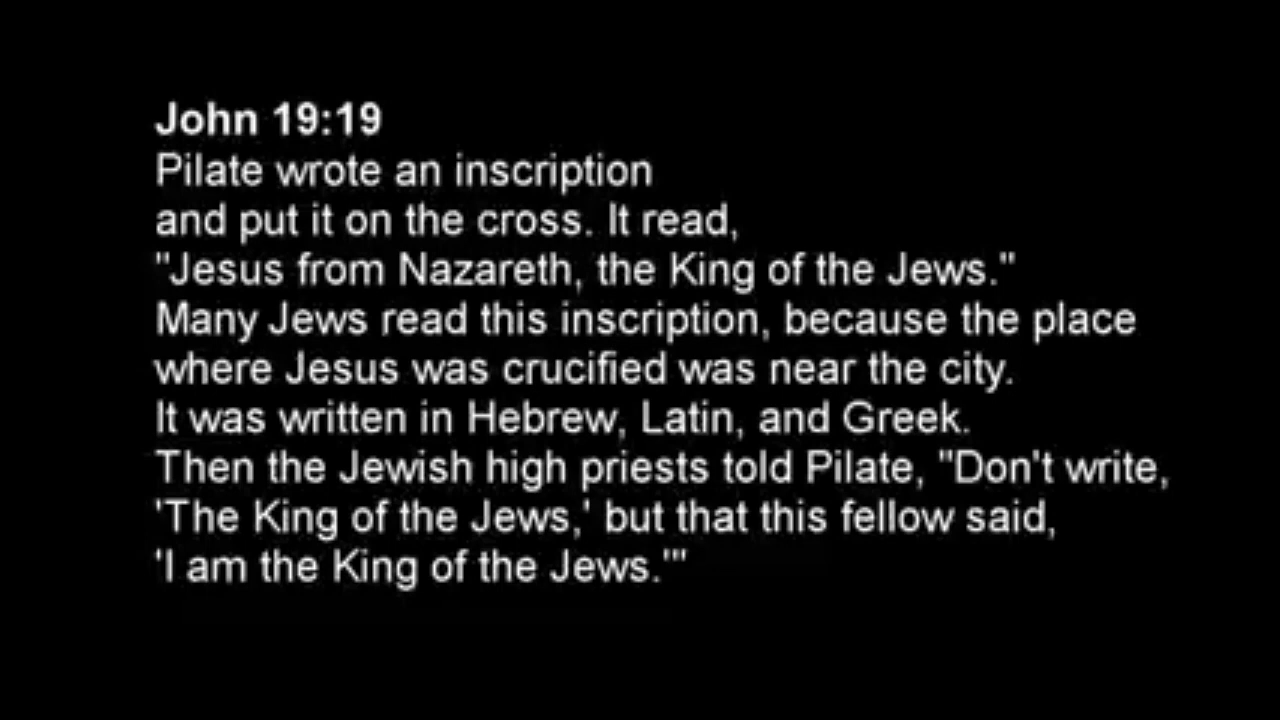 John 19:19
Pilate wrote an inscription
and put it on the cross. It read,
"Jesus from Nazareth, the King of the Jews."
Many Jews read this inscription, because the place
where Jesus was crucified was near the city.
It was written in Hebrew, Latin, and Greek.
Then the Jewish high priests told Pilate, "Don't write,
'The King of the Jews,' but that this fellow said,
'I am the King of the Jews.'"